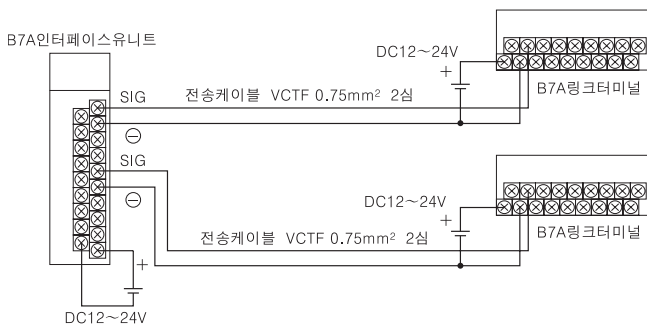 B7A인터페이스유니트
DC12～24V
+
B7A링크터미널
SIG
전송케이블 VCTF 0.75mm² 2심
⊖
SIG
⊖
DC12～24V
+
B7A링크터미널
전송케이블 VCTF 0.75mm² 2심
+
DC12～24V